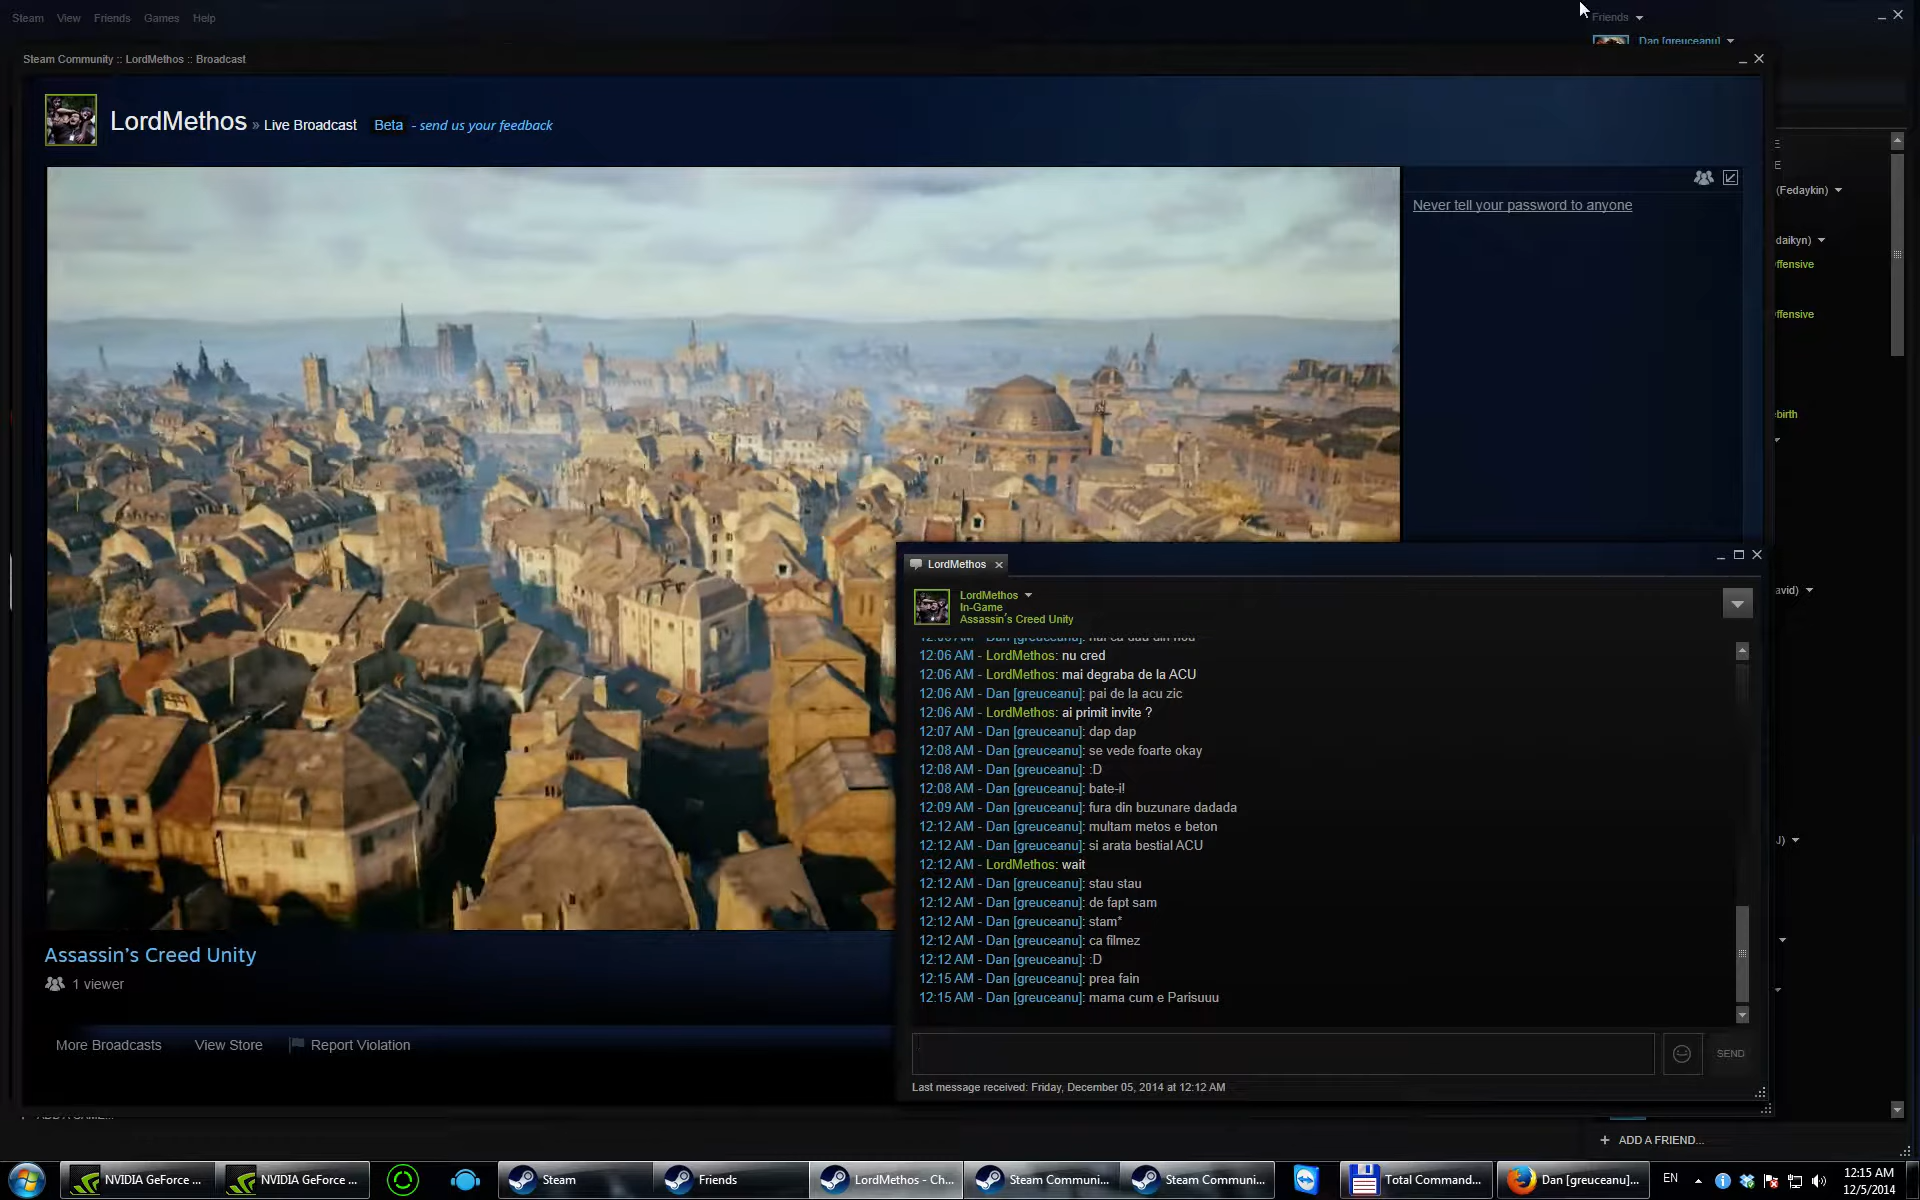 Steam View Friends Games Help
Friends
Dan [greuceanu]
Steam Community :: LordMethos :: Broadcast
LordMethos » Live Broadcast Beta - send us your feedback
Never tell your password to anyone
(Fedaykin)
daikyn)
ffensive
ffensive
birth
avid)
LordMethos
LordMethos
In-Game
Assassin's Creed Unity
12:06 AM - LordMethos: nu cred
12:06 AM - LordMethos: mai degraba de la ACU
12:06 AM - Dan [greuceanu]: pai de la acu zic
12:06 AM - LordMethos: ai primit invite ?
12:07 AM - Dan [greuceanu]: dap dap
12:08 AM - Dan [greuceanu]: se vede foarte okay
12:08 AM - Dan [greuceanu]: :D
12:08 AM - Dan [greuceanu]: bate-i!
12:09 AM - Dan [greuceanu]: fura din buzunare dadada
12:12 AM - Dan [greuceanu]: multam metos e beton
12:12 AM - Dan [greuceanu]: si arata bestial ACU
12:12 AM - LordMethos: wait
12:12 AM - Dan [greuceanu]: stau stau
12:12 AM - Dan [greuceanu]: de fapt sam
12:12 AM - Dan [greuceanu]: stam*
12:12 AM - Dan [greuceanu]: ca filmez
12:12 AM - Dan [greuceanu]: :D
12:15 AM - Dan [greuceanu]: prea fain
12:15 AM - Dan [greuceanu]: mama cum e Parisuuu
SEND
Last message received: Friday, December 05, 2014 at 12:12 AM
Assassin's Creed Unity
1 viewer
More Broadcasts View Store Report Violation
+ ADD A FRIEND...
NVIDIA GeForce ... NVIDIA GeForce ... Steam Friends LordMethos - Ch... Steam Communi... Steam Communi... Total Command... Dan [greuceanu]... EN 12:15 AM
12/5/2014